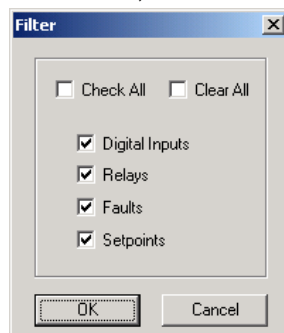 Filter
Check All Clear All
Digital Inputs
Relays
Faults
Setpoints
OK Cancel